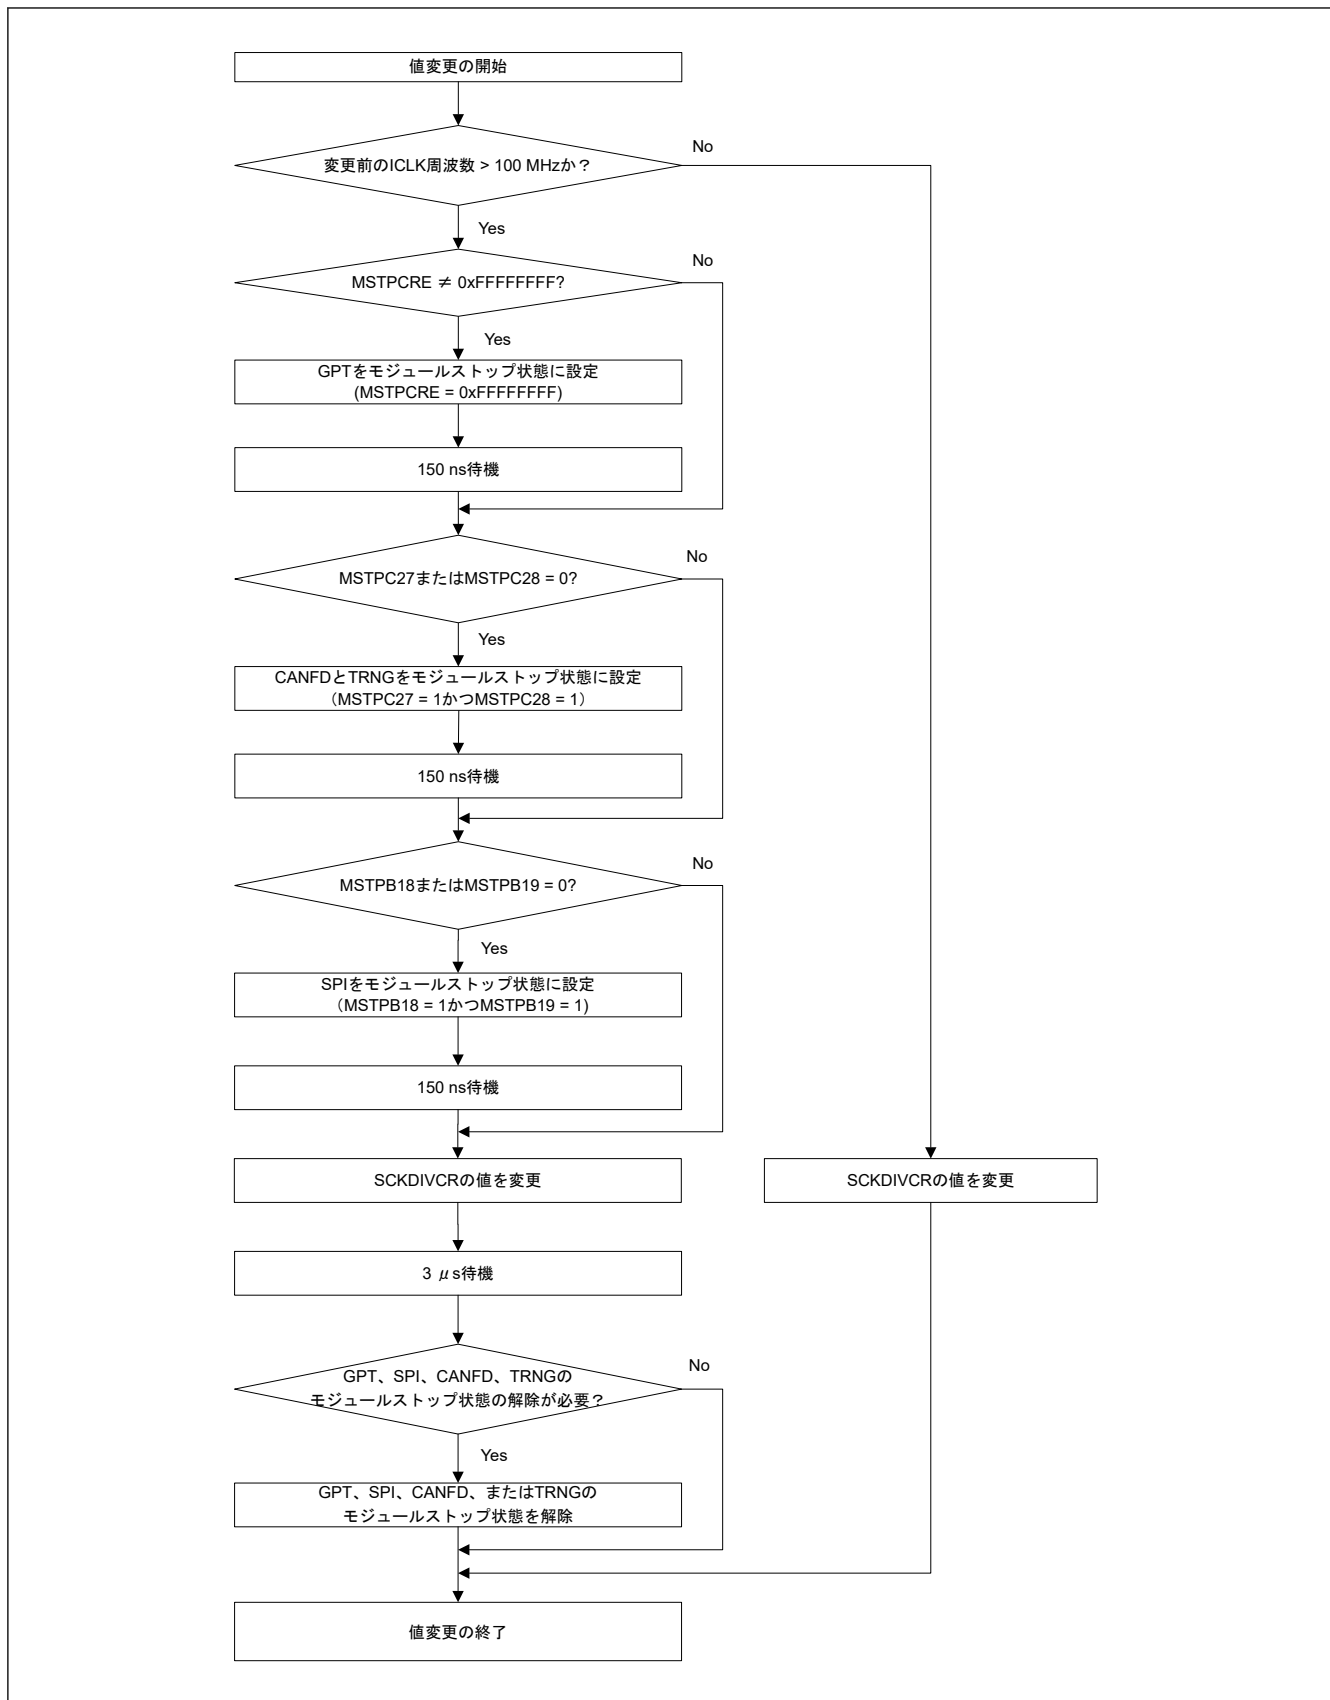 値変更の開始
変更前のICLK周波数 > 100 MHzか？
No
Yes
MSTPCRE ≠ 0xFFFFFFFF?
No
Yes
GPTをモジュールストップ状態に設定
(MSTPCRE = 0xFFFFFFFF)
150 ns待機
MSTPC27またはMSTPC28 = 0?
No
Yes
CANFDとTRNGをモジュールストップ状態に設定
（MSTPC27 = 1かつMSTPC28 = 1）
150 ns待機
MSTPB18またはMSTPB19 = 0?
No
Yes
SPIをモジュールストップ状態に設定
（MSTPB18 = 1かつMSTPB19 = 1)
150 ns待機
SCKDIVCRの値を変更
SCKDIVCRの値を変更
3 μs待機
GPT、SPI、CANFD、TRNGの
モジュールストップ状態の解除が必要？
No
Yes
GPT、SPI、CANFD、またはTRNGの
モジュールストップ状態を解除
値変更の終了